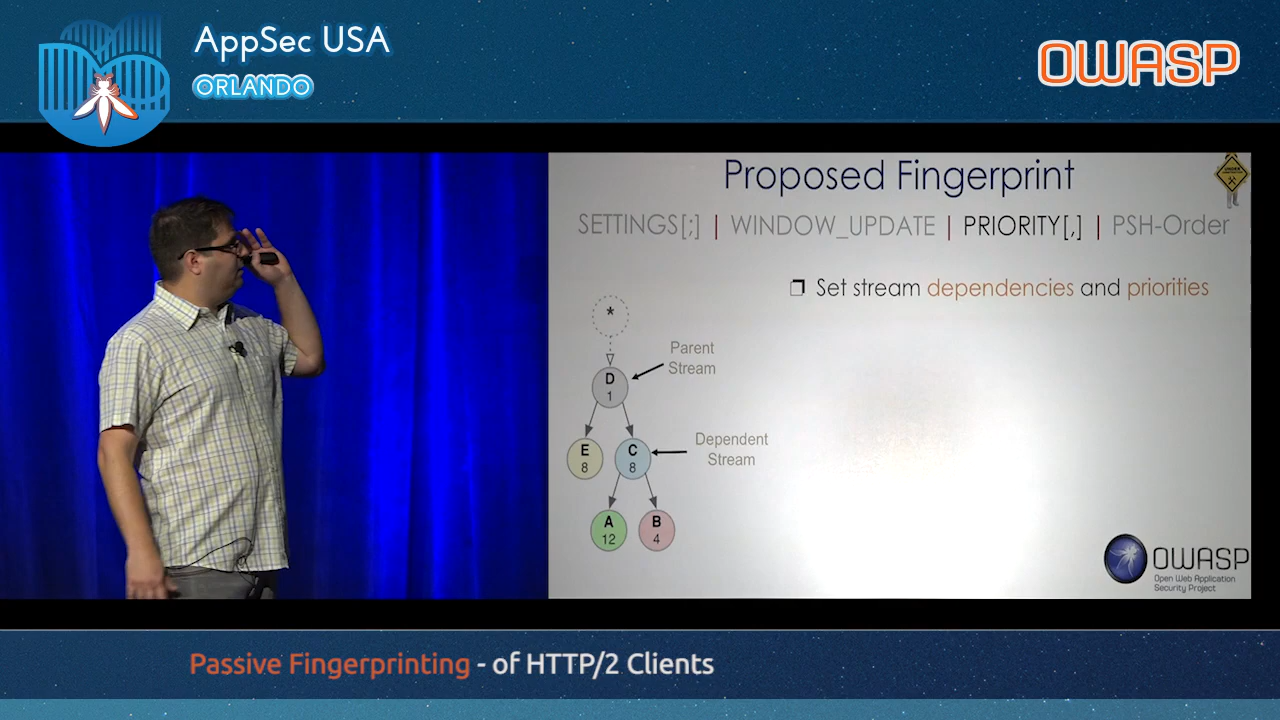 AppSec USA
ORLANDO
OWASP
Proposed Fingerprint
UNDER
SETTINGS[;] | WINDOW_UPDATE | PRIORITY[,] | PSH-Order
❒ Set stream dependencies and priorities
*
Parent
Stream
D
1
Dependent
Stream
E
8
C
8
A
12
B
4
OWASP
Open Web Application
Security Project
Passive Fingerprinting - of HTTP/2 Clients